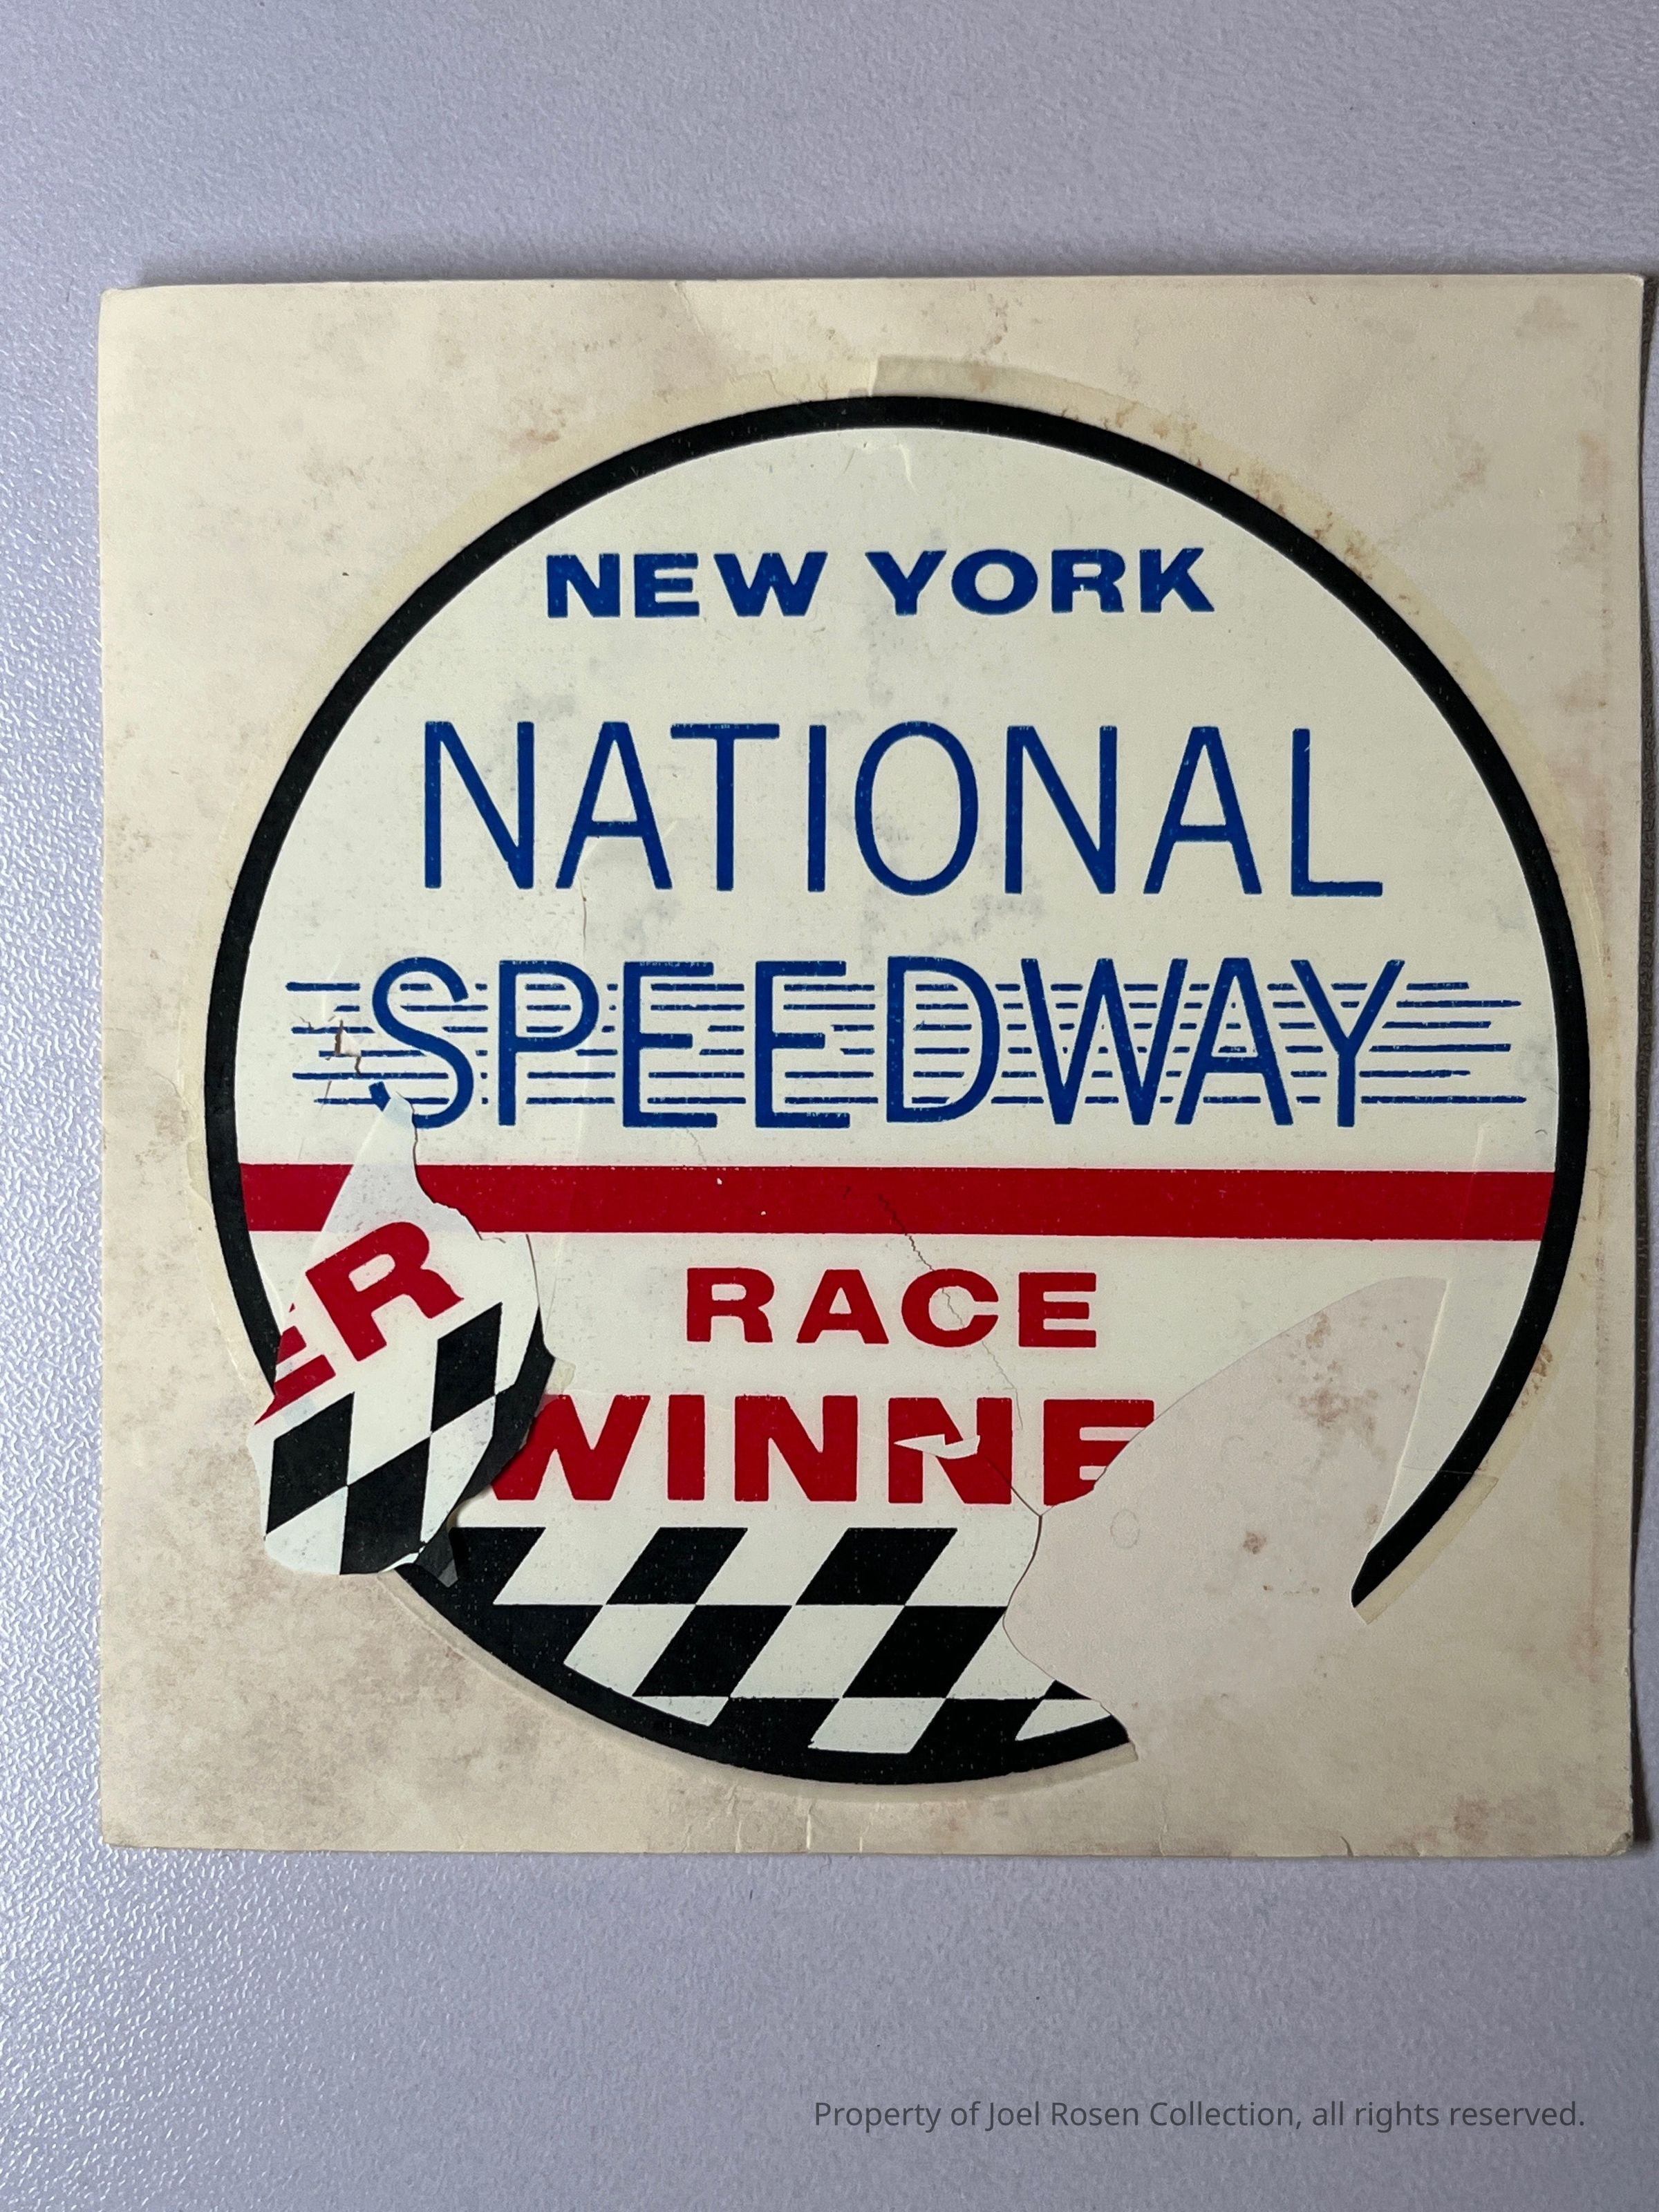 NEW YORK
NATIONAL
SPEEDWAY
RACE
WINNE
ER
Property of Joel Rosen Collection, all rights reserved.